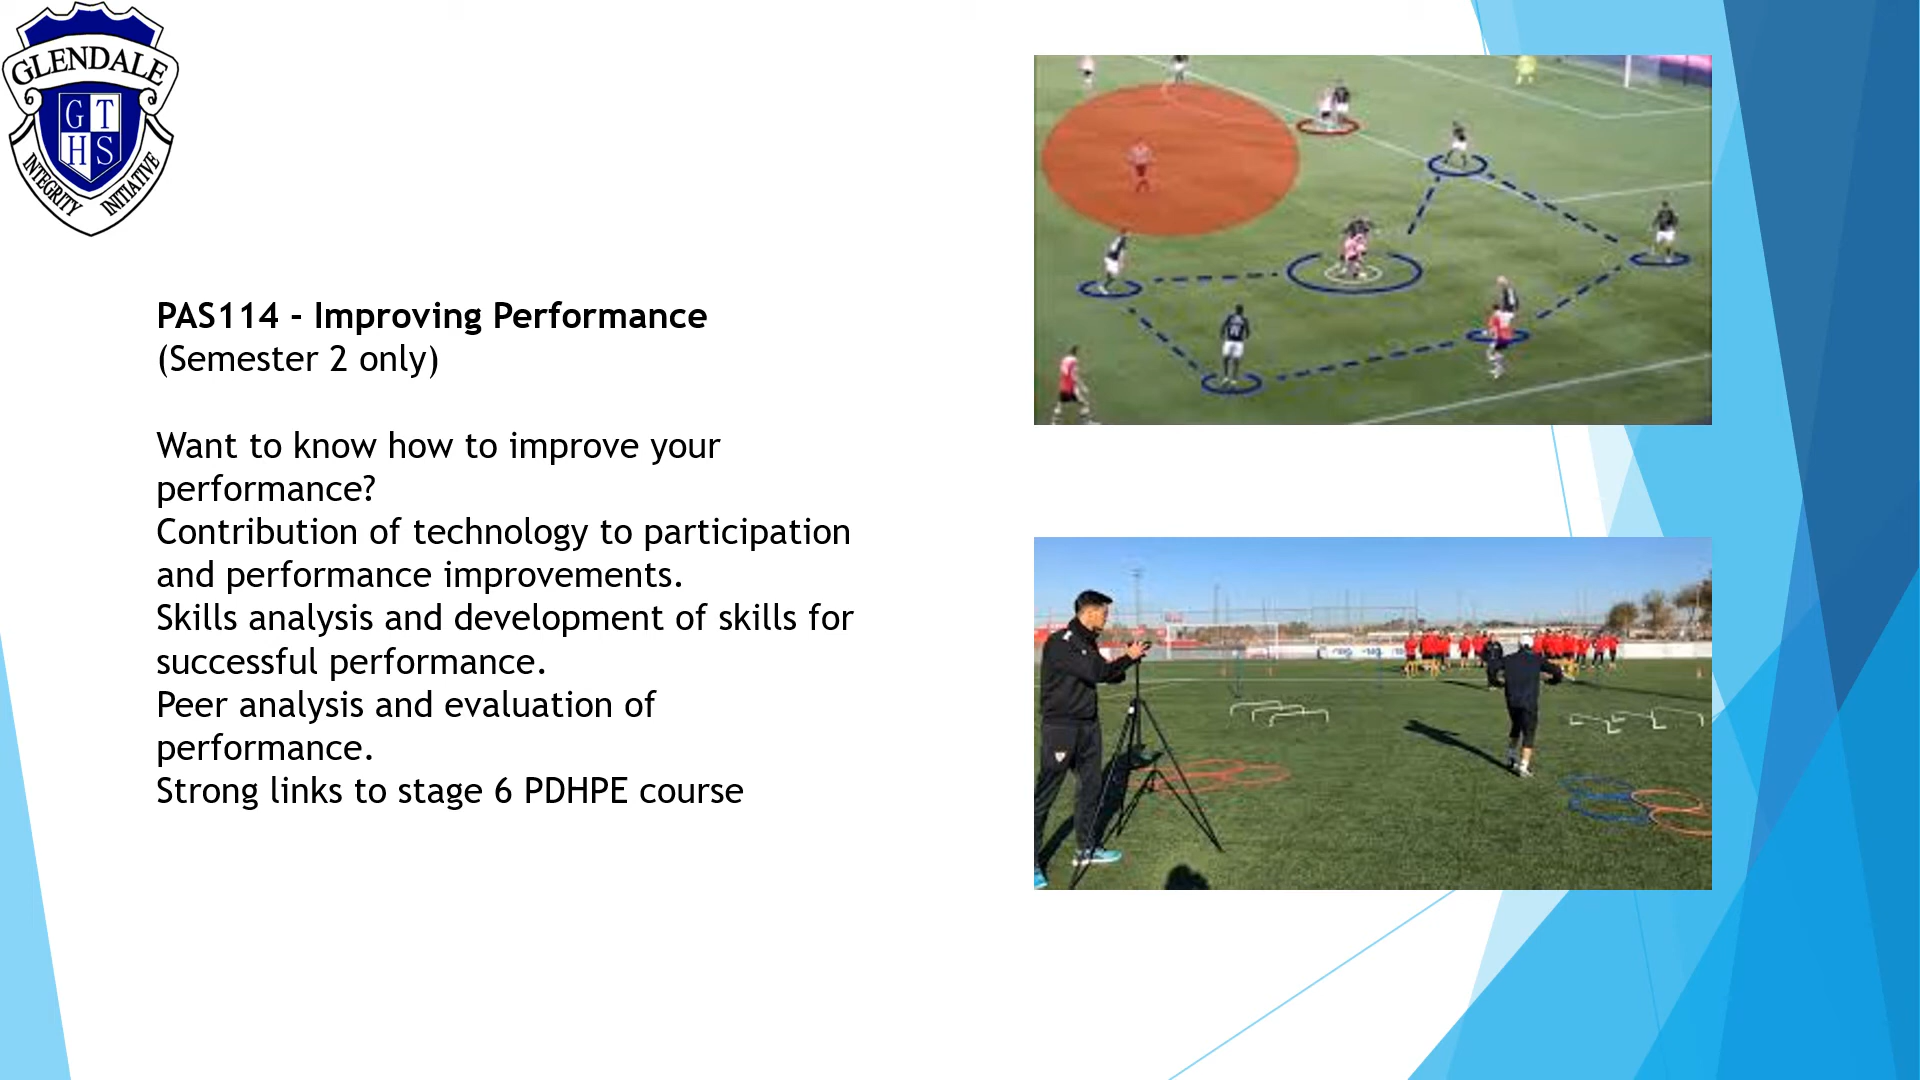 GLENDALE
G T
H S
INTEGRITY INITIATIVE
PAS114 - Improving Performance
(Semester 2 only)
Want to know how to improve your
performance?
Contribution of technology to participation
and performance improvements.
Skills analysis and development of skills for
successful performance.
Peer analysis and evaluation of
performance.
Strong links to stage 6 PDHPE course